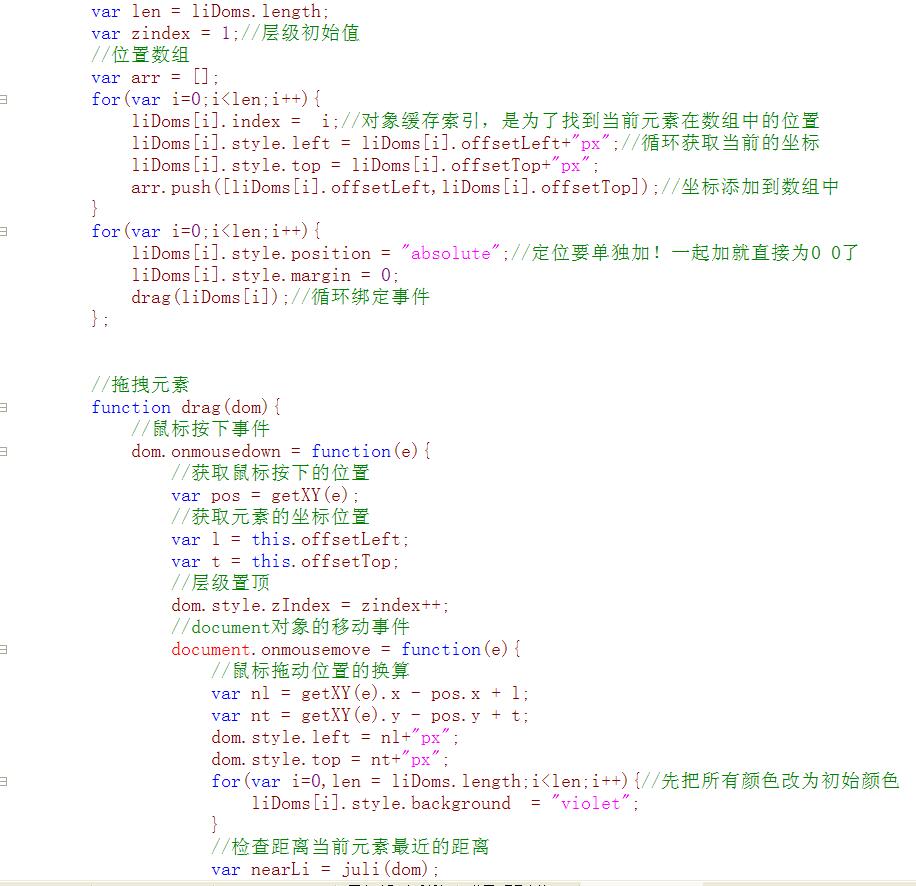 var len = liDoms.length;
var zindex = 1;//层级初始值
//位置数组
var arr = [];
for(var i=0;i<len;i++){
liDoms[i].index =  i;//对象缓存索引，是为了找到当前元素在数组中的位置
liDoms[i].style.left = liDoms[i].offsetLeft+"px";//循环获取当前的坐标
liDoms[i].style.top = liDoms[i].offsetTop+"px";
arr.push([liDoms[i].offsetLeft,liDoms[i].offsetTop]);//坐标添加到数组中
}
for(var i=0;i<len;i++){
liDoms[i].style.position = "absolute";//定位要单独加！一起加就直接为0 0了
liDoms[i].style.margin = 0;
drag(liDoms[i]);//循环绑定事件
};
//拖拽元素
function drag(dom){
//鼠标按下事件
dom.onmousedown = function(e){
//获取鼠标按下的位置
var pos = getXY(e);
//获取元素的坐标位置
var l = this.offsetLeft;
var t = this.offsetTop;
//层级置顶
dom.style.zIndex = zindex++;
//document对象的移动事件
document.onmousemove = function(e){
//鼠标拖动位置的换算
var nl = getXY(e).x - pos.x + l;
var nt = getXY(e).y - pos.y + t;
dom.style.left = nl+"px";
dom.style.top = nt+"px";
for(var i=0,len = liDoms.length;i<len;i++){//先把所有颜色改为初始颜色
liDoms[i].style.background  = "violet";
}
//检查距离当前元素最近的距离
var nearLi = juli(dom);